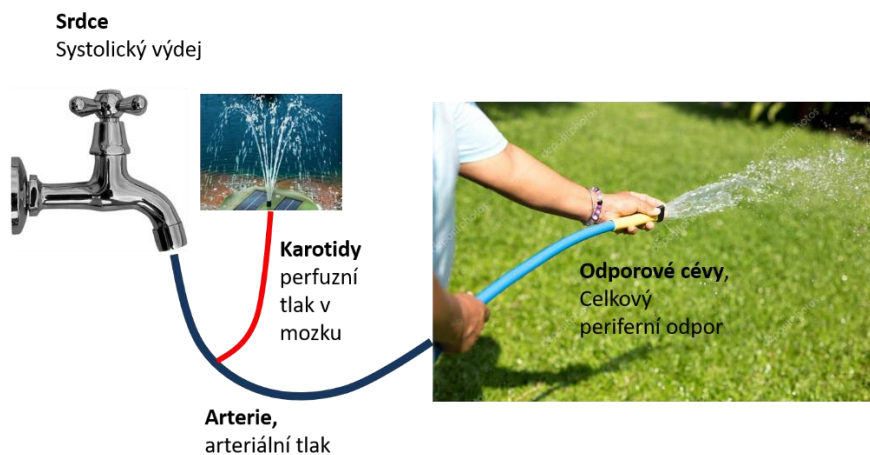 Srdce
Systolický výdej
Karotidy
perfuzní
tlak v
mozku
Odporové cévy,
Celkový
periferní odpor
Arterie,
arteriální tlak